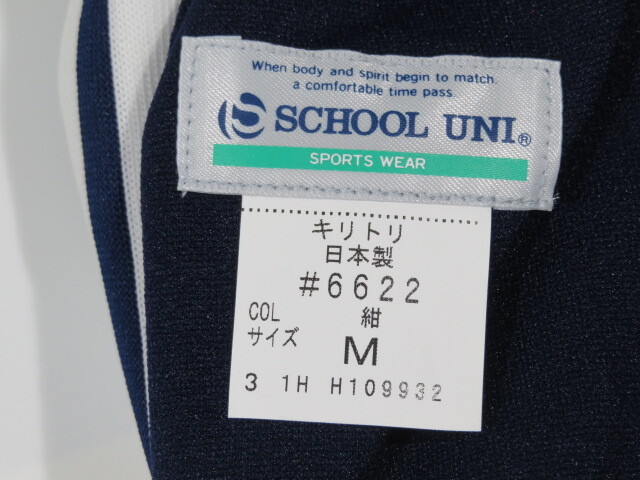 When body and spirit begin to match.
a comfortable time pass.
S SCHOOL UNI®
SPORTS WEAR
キリトリ
日本製
#6622
COL 紺
サイズ M
3 1H H109932